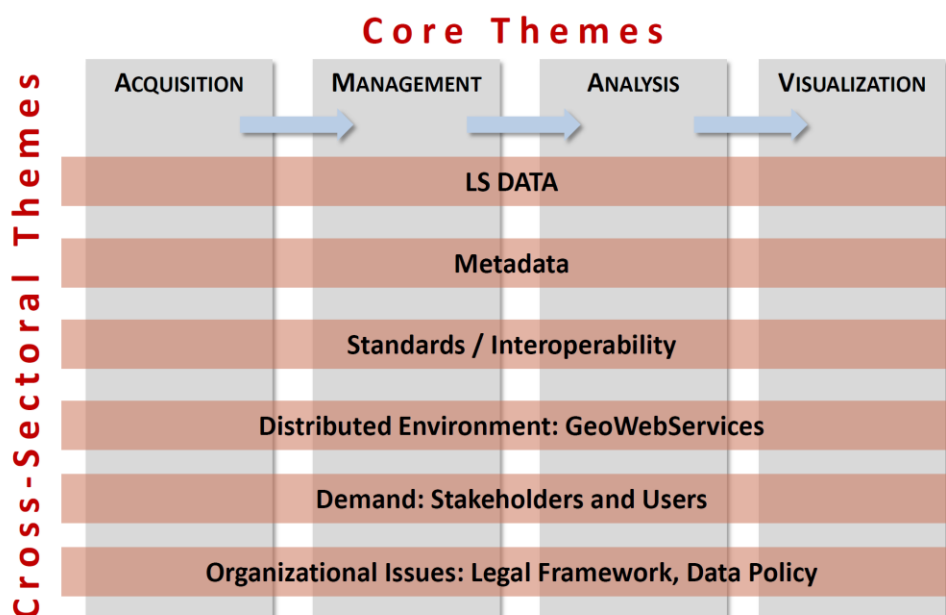 Core Themes
Cross-Sectoral Themes
ACQUISITION
MANAGEMENT
ANALYSIS
VISUALIZATION
LS DATA
Metadata
Standards / Interoperability
Distributed Environment: GeoWebServices
Demand: Stakeholders and Users
Organizational Issues: Legal Framework, Data Policy